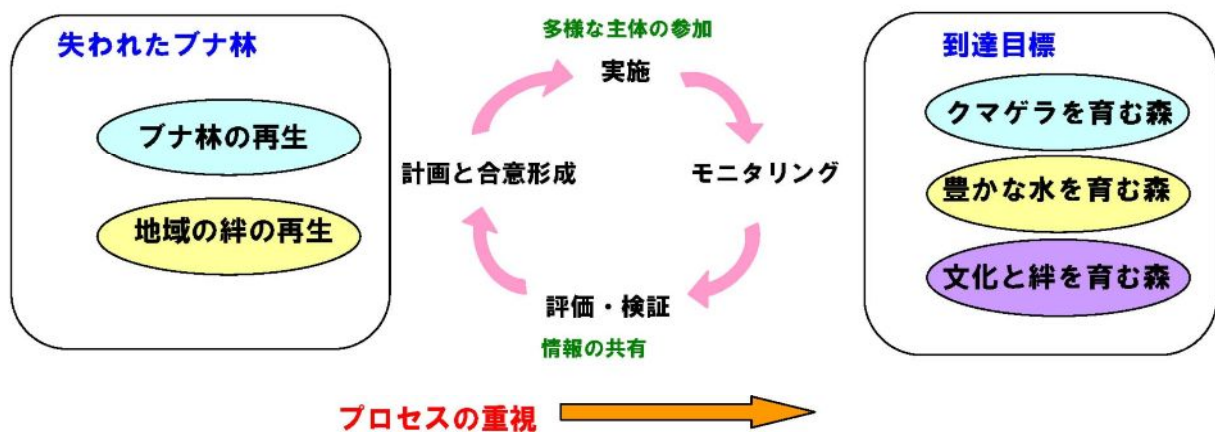 失われたブナ林
ブナ林の再生
地域の絆の再生
多様な主体の参加
実施
計画と合意形成
モニタリング
評価・検証
情報の共有
到達目標
クマゲラを育む森
豊かな水を育む森
文化と絆を育む森
プロセスの重視